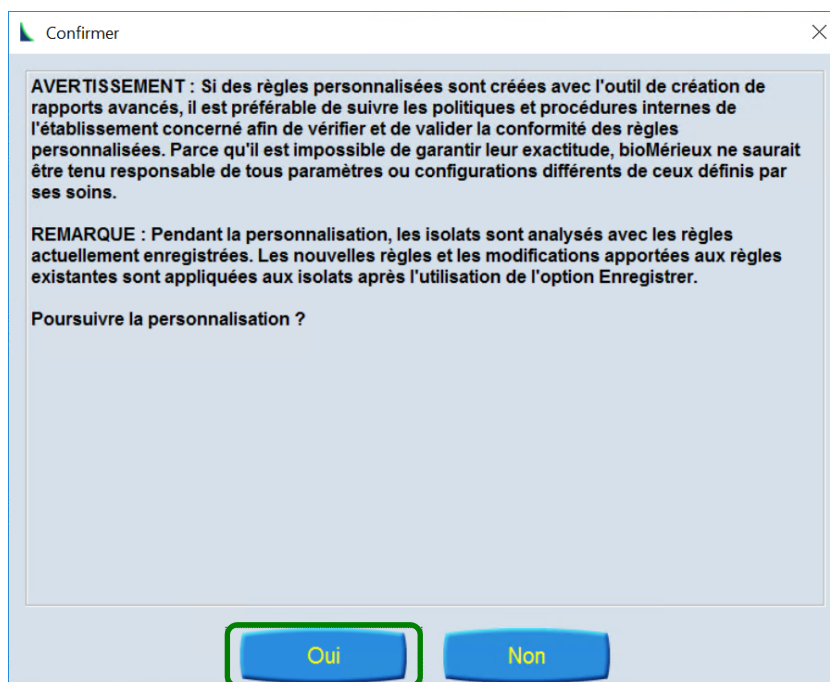 Confirmer
AVERTISSEMENT : Si des règles personnalisées sont créées avec l'outil de création de
rapports avancés, il est préférable de suivre les politiques et procédures internes de
l'établissement concerné afin de vérifier et de valider la conformité des règles
personnalisées. Parce qu'il est impossible de garantir leur exactitude, bioMérieux ne saurait
être tenu responsable de tous paramètres ou configurations différents de ceux définis par
ses soins.
REMARQUE : Pendant la personnalisation, les isolats sont analysés avec les règles
actuellement enregistrées. Les nouvelles règles et les modifications apportées aux règles
existantes sont appliquées aux isolats après l'utilisation de l'option Enregistrer.
Poursuivre la personnalisation ?
Oui Non